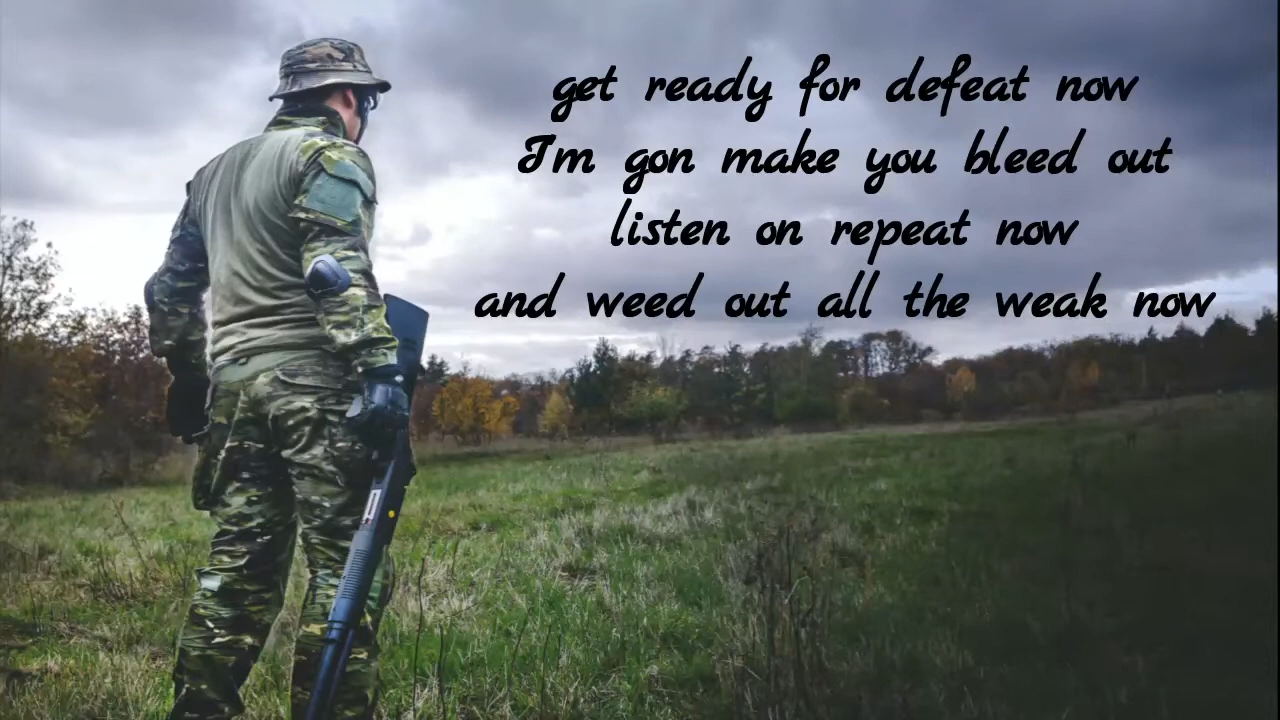 get ready for defeat now
I'm gon make you bleed out
listen on repeat now
and weed out all the weak now